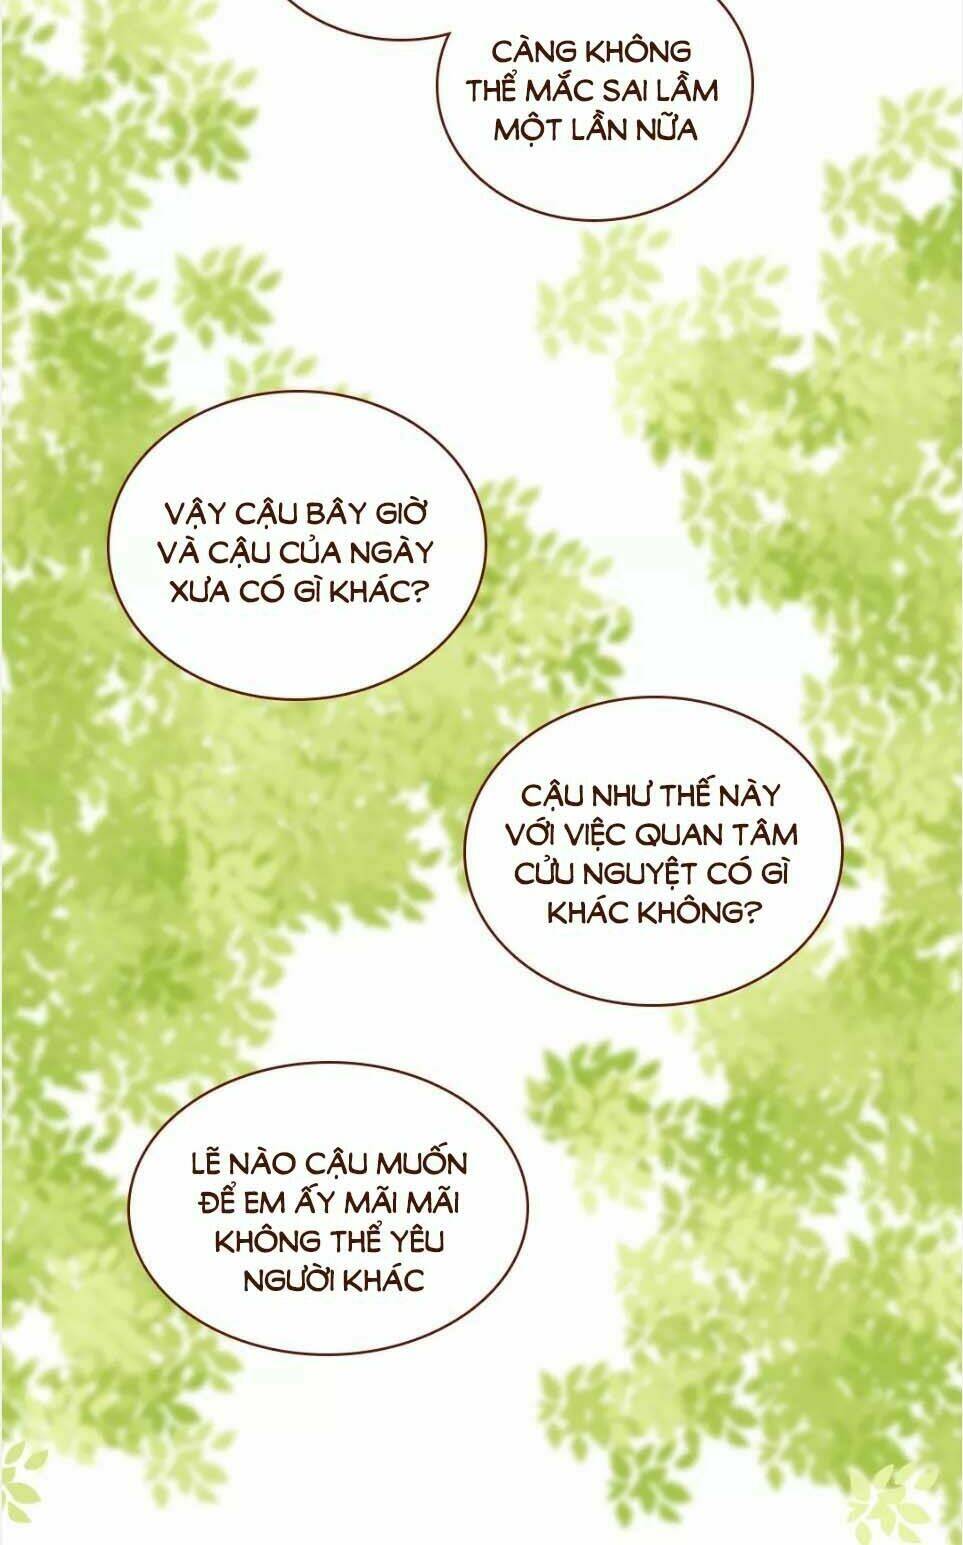 CÀNG KHÔNG
THỂ MẮC SAI LẦM
MỘT LẦN NỮA
VẬY CẬU BÂY GIỜ
VÀ CẬU CỦA NGÀY
XƯA CÓ GÌ KHÁC?
CẬU NHƯ THẾ NÀY
VỚI VIỆC QUAN TÂM
CỬU NGUYỆT CÓ GÌ
KHÁC KHÔNG?
LẼ NÀO CẬU MUỐN
ĐỂ EM ẤY MÃI MÃI
KHÔNG THỂ YÊU
NGƯỜI KHÁC